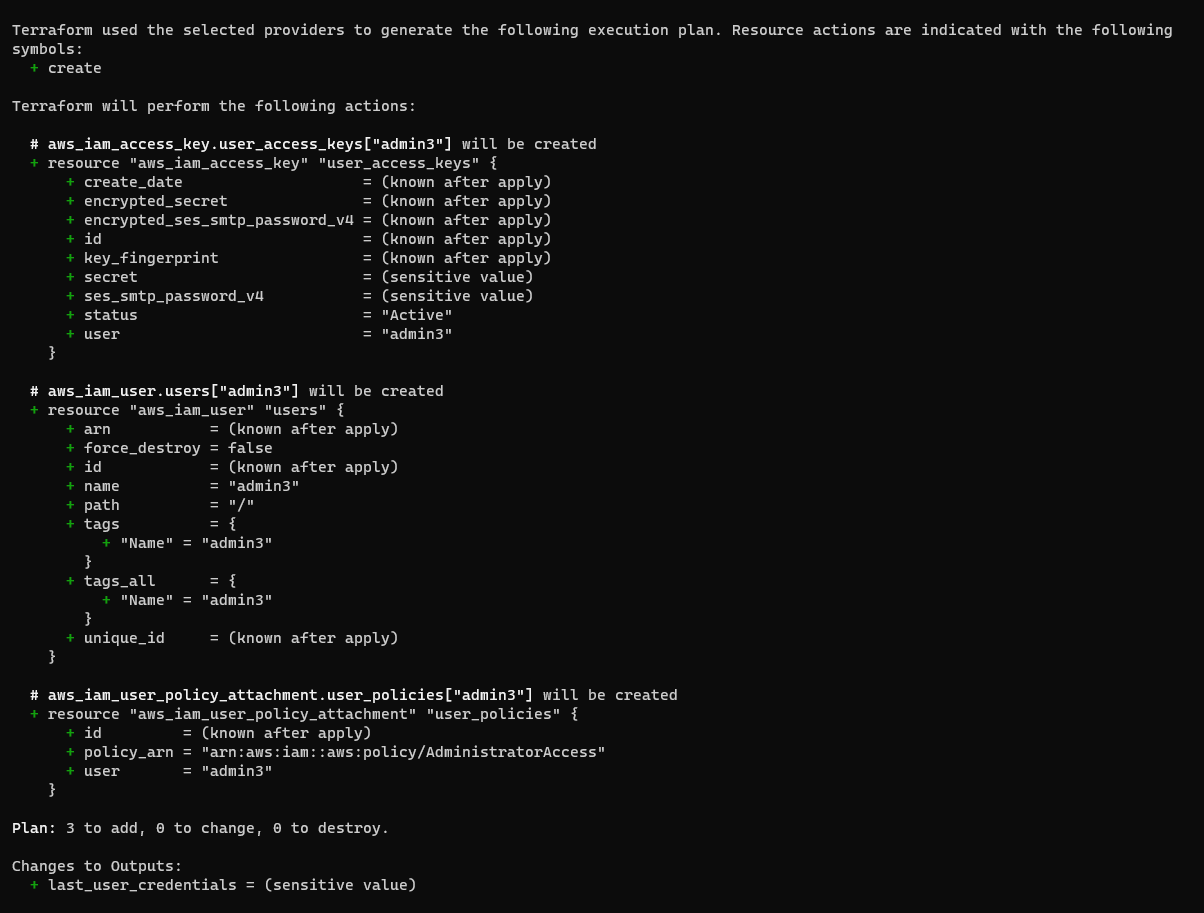 Terraform used the selected providers to generate the following execution plan. Resource actions are indicated with the following
symbols:
  + create

Terraform will perform the following actions:

  # aws_iam_access_key.user_access_keys["admin3"] will be created
  + resource "aws_iam_access_key" "user_access_keys" {
      + create_date                    = (known after apply)
      + encrypted_secret               = (known after apply)
      + encrypted_ses_smtp_password_v4 = (known after apply)
      + id                             = (known after apply)
      + key_fingerprint                = (known after apply)
      + secret                         = (sensitive value)
      + ses_smtp_password_v4           = (sensitive value)
      + status                         = "Active"
      + user                           = "admin3"
    }

  # aws_iam_user.users["admin3"] will be created
  + resource "aws_iam_user" "users" {
      + arn           = (known after apply)
      + force_destroy = false
      + id            = (known after apply)
      + name          = "admin3"
      + path          = "/"
      + tags          = {
          + "Name" = "admin3"
        }
      + tags_all      = {
          + "Name" = "admin3"
        }
      + unique_id     = (known after apply)
    }

  # aws_iam_user_policy_attachment.user_policies["admin3"] will be created
  + resource "aws_iam_user_policy_attachment" "user_policies" {
      + id         = (known after apply)
      + policy_arn = "arn:aws:iam::aws:policy/AdministratorAccess"
      + user       = "admin3"
    }

Plan: 3 to add, 0 to change, 0 to destroy.

Changes to Outputs:
  + last_user_credentials = (sensitive value)